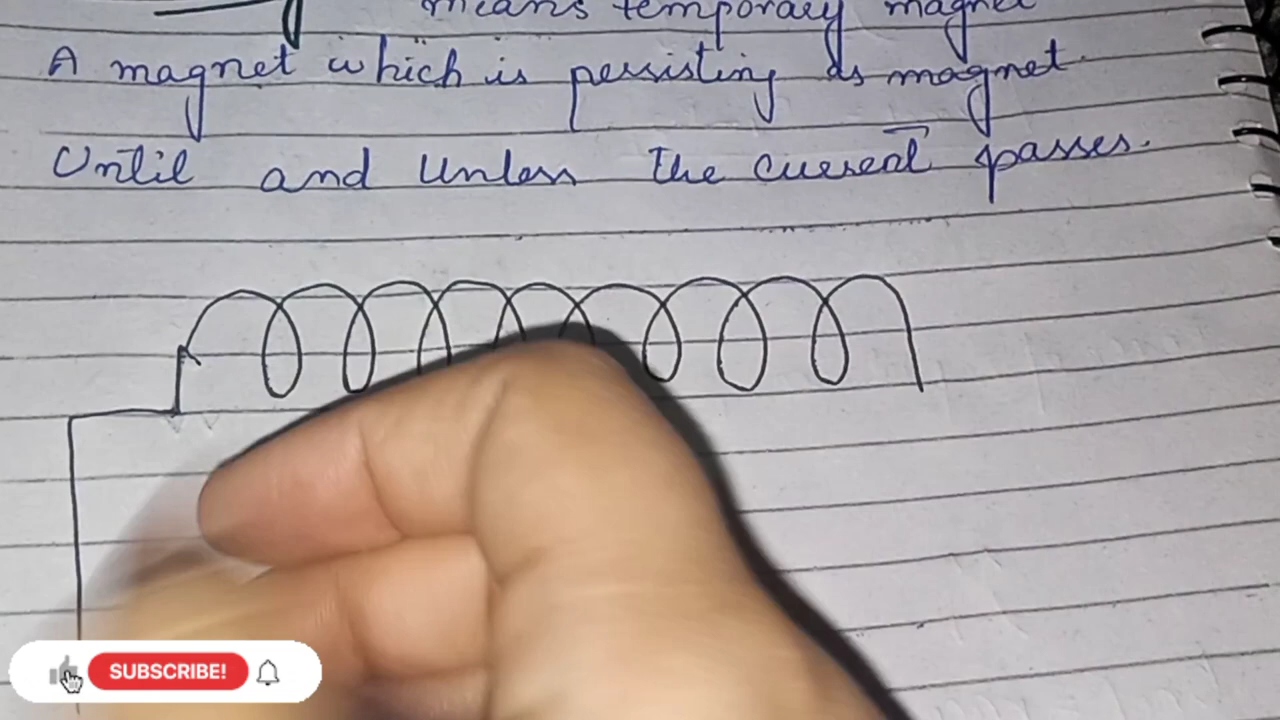 means temporary magnet
A magnet which is persisting as magnet.
Until and unless the current passes.
SUBSCRIBE!